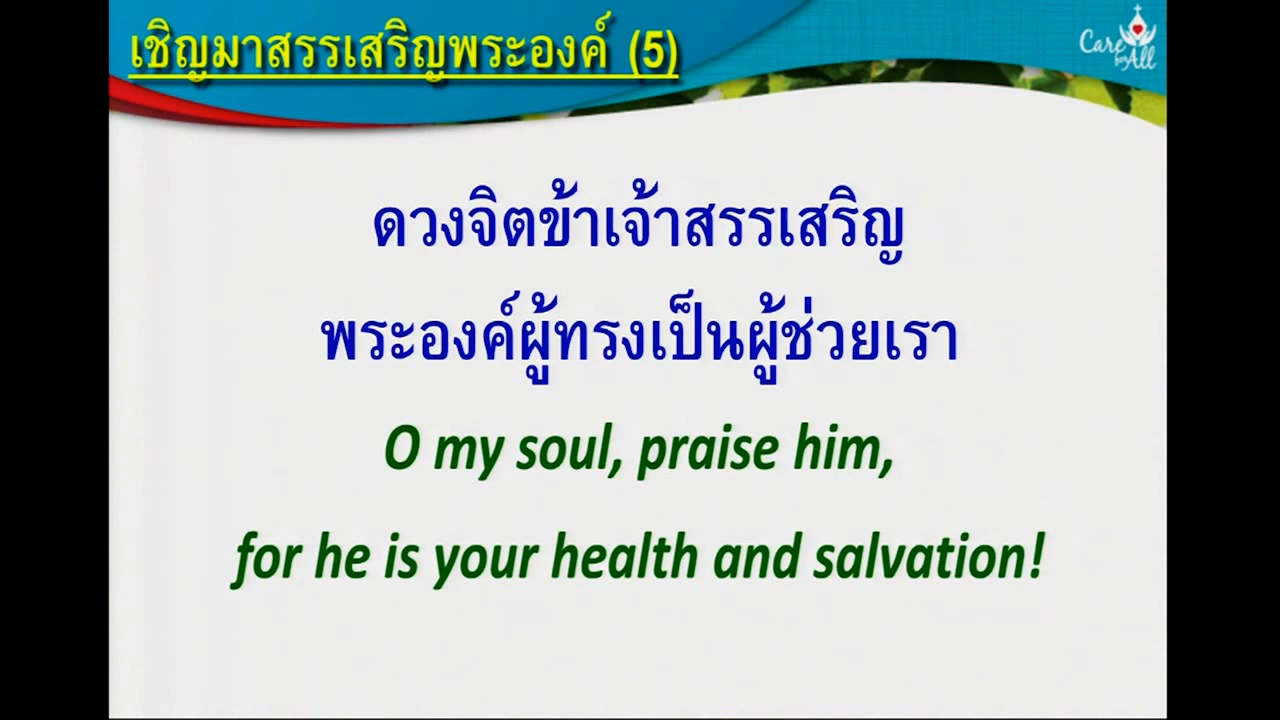 เชิญมาสรรเสริญพระองค์ (5)
Care
for All
ดวงจิตข้าเจ้าสรรเสริญ
พระองค์ผู้ทรงเป็นผู้ช่วยเรา
O my soul, praise him,
for he is your health and salvation!